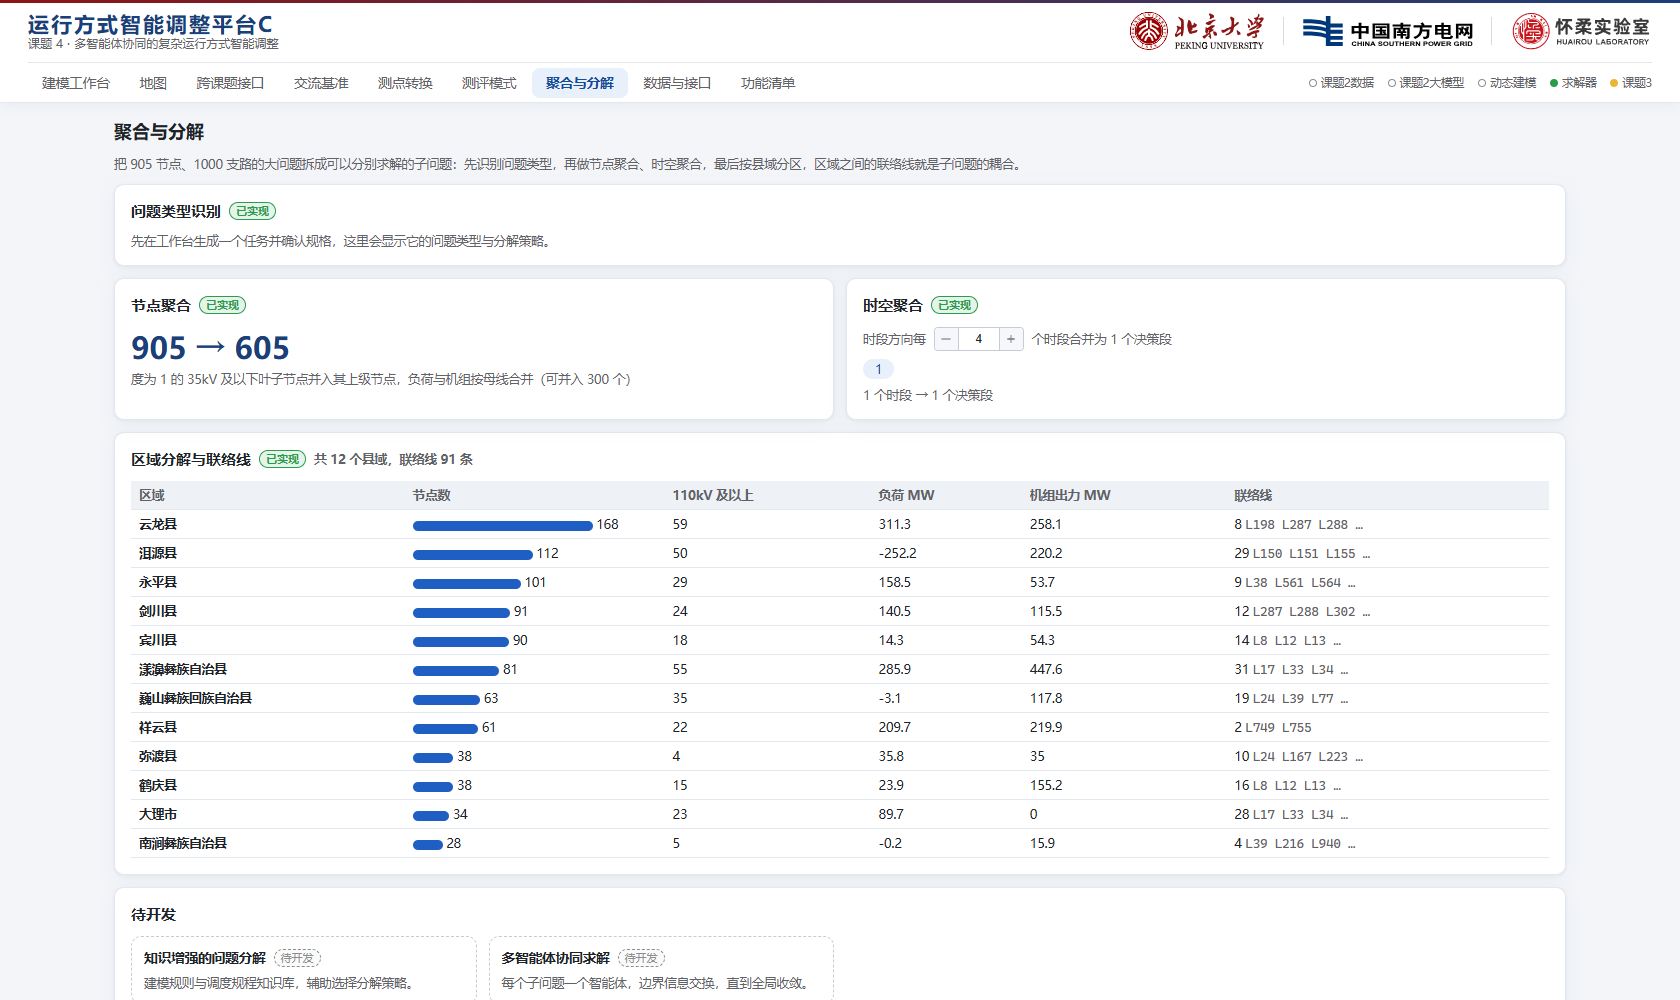 运行方式智能调整平台C
课题 4 · 多智能体协同的复杂运行方式智能调整
北京大学
PEKING UNIVERSITY
中国南方电网
CHINA SOUTHERN POWER GRID
怀柔实验室
HUAIROU LABORATORY
建模工作台 地图 跨课题接口 交流基准 测点转换 测评模式 聚合与分解 数据与接口 功能清单
课题2数据 课题2大模型 动态建模 求解器 课题3
聚合与分解
把 905 节点、1000 支路的大问题拆成可以分别求解的子问题：先识别问题类型，再做节点聚合、时空聚合，最后按县域分区，区域之间的联络线就是子问题的耦合。
问题类型识别 已实现
先在工作台生成一个任务并确认规格，这里会显示它的问题类型与分解策略。
节点聚合 已实现
905 → 605
度为 1 的 35kV 及以下叶子节点并入其上级节点，负荷与机组按母线合并（可并入 300 个）
时空聚合 已实现
时段方向每 − 4 + 个时段合并为 1 个决策段
1
1 个时段 → 1 个决策段
区域分解与联络线 已实现 共 12 个县域，联络线 91 条
区域 节点数 110kV 及以上 负荷 MW 机组出力 MW 联络线
云龙县 168 59 311.3 258.1 8 L198 L287 L288 …
洱源县 112 50 -252.2 220.2 29 L150 L151 L155 …
永平县 101 29 158.5 53.7 9 L38 L561 L564 …
剑川县 91 24 140.5 115.5 12 L287 L288 L302 …
宾川县 90 18 14.3 54.3 14 L8 L12 L13 …
漾濞彝族自治县 81 55 285.9 447.6 31 L17 L33 L34 …
巍山彝族回族自治县 63 35 -3.1 117.8 19 L24 L39 L77 …
祥云县 61 22 209.7 219.9 2 L749 L755
弥渡县 38 4 35.8 35 10 L24 L167 L223 …
鹤庆县 38 15 23.9 155.2 16 L8 L12 L13 …
大理市 34 23 89.7 0 28 L17 L33 L34 …
南涧彝族自治县 28 5 -0.2 15.9 4 L39 L216 L940 …
待开发
知识增强的问题分解 待开发
建模规则与调度规程知识库，辅助选择分解策略。
多智能体协同求解 待开发
每个子问题一个智能体，边界信息交换，直到全局收敛。